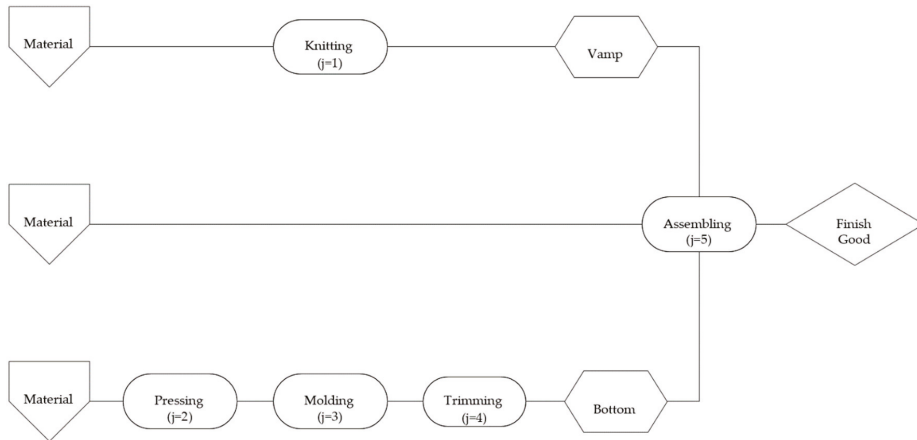 Material
Knitting
(j=1)
Vamp
Material
Assembling
(j=5)
Finish
Good
Material
Pressing
(j=2)
Molding
(j=3)
Trimming
(j=4)
Bottom